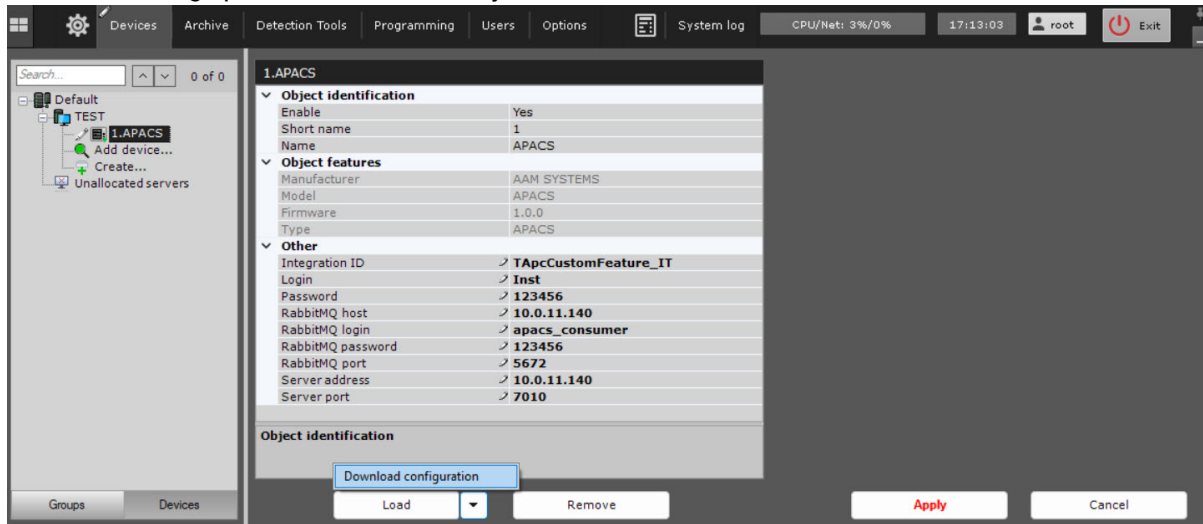 Devices Archive Detection Tools Programming Users Options System log CPU/Net: 3%/0% 17:13:03 root Exit
Search... 0 of 0
Default
TEST
1.APACS
Add device...
Create...
Unallocated servers
1.APACS
Object identification
Enable Yes
Short name 1
Name APACS
Object features
Manufacturer AAM SYSTEMS
Model APACS
Firmware 1.0.0
Type APACS
Other
Integration ID TApcCustomFeature_IT
Login Inst
Password 123456
RabbitMQ host 10.0.11.140
RabbitMQ login apacs_consumer
RabbitMQ password 123456
RabbitMQ port 5672
Server address 10.0.11.140
Server port 7010
Object identification
Download configuration
Groups Devices Load Remove Apply Cancel